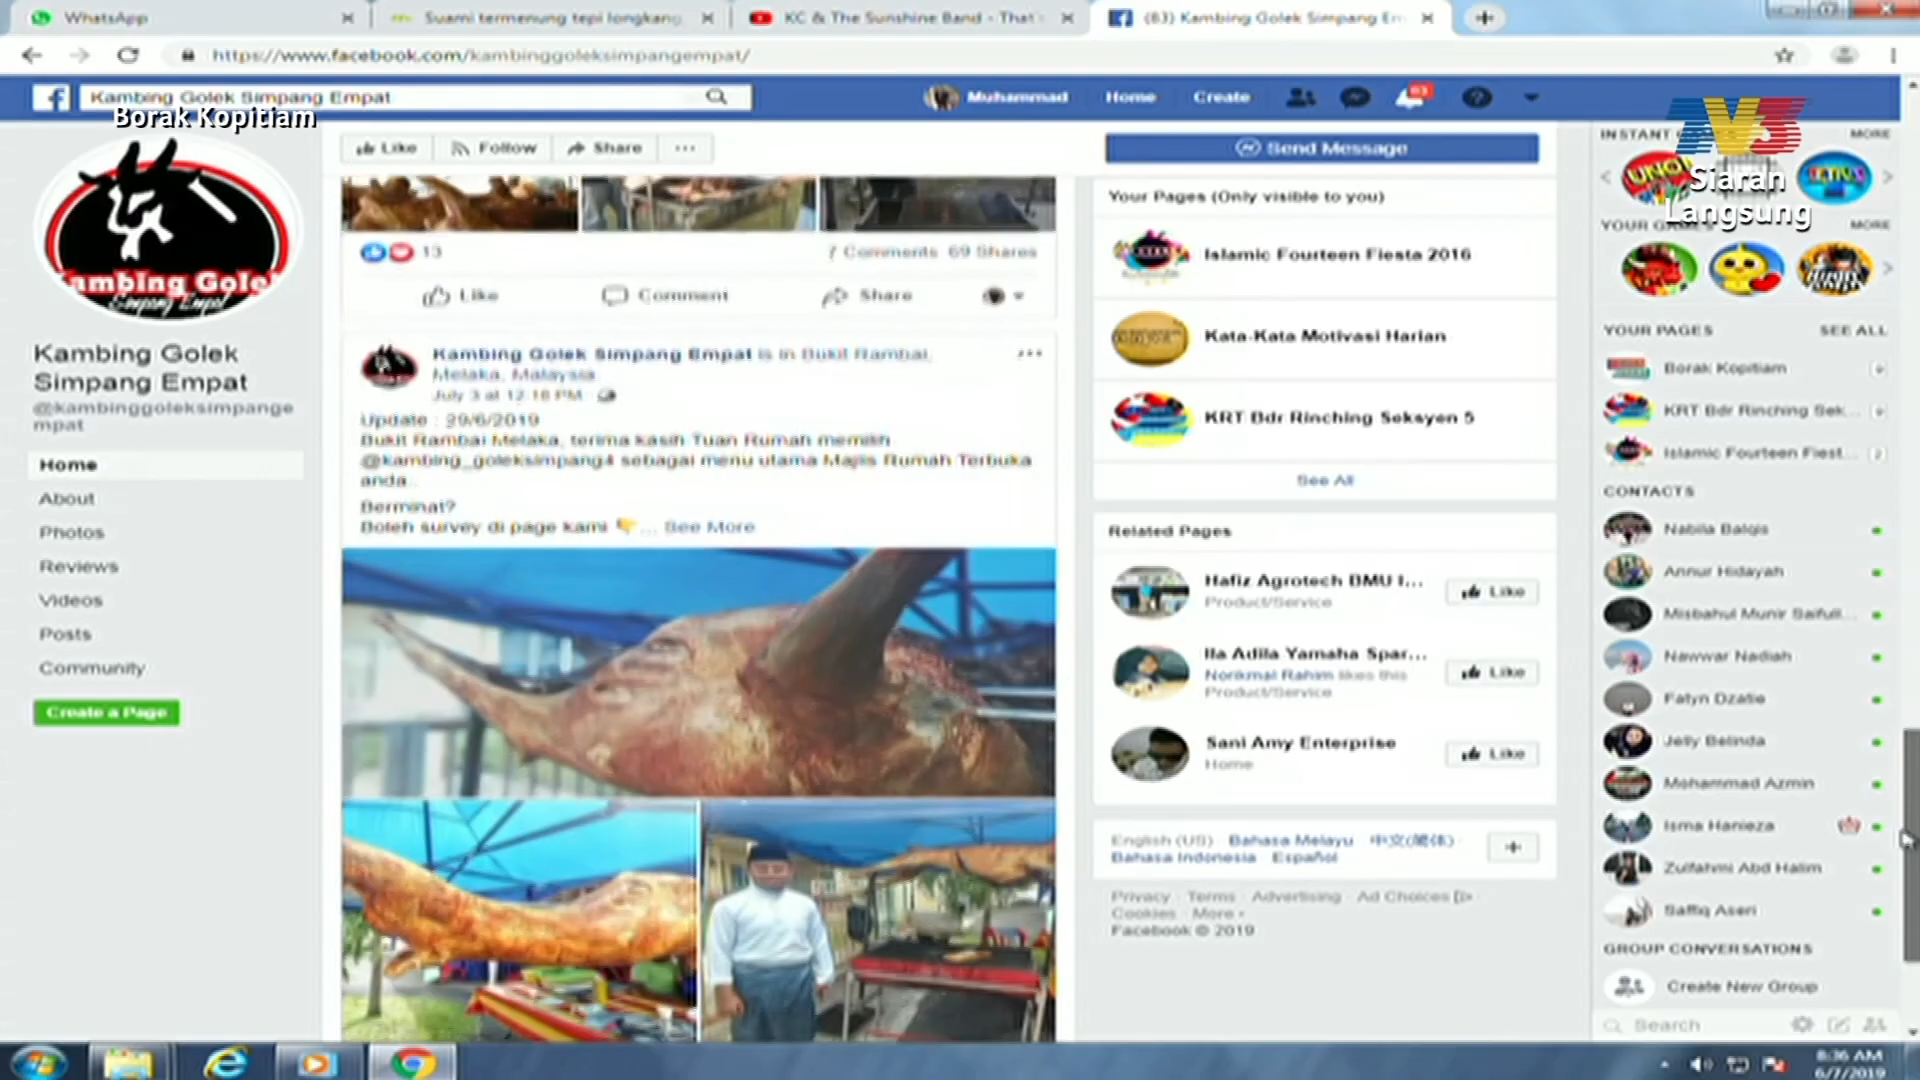 WhatsApp
Suami termenung tepi longkang
KC & The Sunshine Band - That'
(83) Kambing Golek Simpang Em
https://www.facebook.com/kambinggoleksimpangempat/
Kambing Golek Simpang Empat
Muhammad
Home
Create
Borak Kopitiam
TV3
Siaran
Langsung
Kambing Golek
Simpang Empat
@kambinggoleksimpange
mpat
Home
About
Photos
Reviews
Videos
Posts
Community
Create a Page
Like
Follow
Share
13
7 Comments 69 Shares
Like
Comment
Share
Kambing Golek Simpang Empat is in Bukit Rambai,
Melaka, Malaysia.
July 3 at 12:18 PM
Update : 29/6/2019
Bukit Rambai Melaka, terima kasih Tuan Rumah memilih
@kambing_goleksimpang4 sebagai menu utama Majlis Rumah Terbuka
anda.
Berminat?
Boleh survey di page kami ... See More
Send Message
Your Pages (Only visible to you)
Islamic Fourteen Fiesta 2016
Kata-Kata Motivasi Harian
KRT Bdr Rinching Seksyen 5
See All
Related Pages
Hafiz Agrotech BMU I...
Product/Service
Like
Ila Adila Yamaha Spar...
Norikmal Rahim likes this
Product/Service
Like
Sani Amy Enterprise
Home
Like
English (US) · Bahasa Melayu · 中文(简体) ·
Bahasa Indonesia · Español
Privacy · Terms · Advertising · Ad Choices ·
Cookies · More
Facebook © 2019
INSTANT
MORE
UNO
YOUR GAMES
MORE
YOUR PAGES
SEE ALL
Borak Kopitiam
KRT Bdr Rinching Sek...
Islamic Fourteen Fiest...
CONTACTS
Nabila Balqis
Annur Hidayah
Misbahul Munir Saifull...
Nawwar Nadiah
Fatyn Dzatie
Jelly Belinda
Mohammad Azmin
Isma Hanieza
Zulfahmi Abd Halim
Saffiq Aseri
GROUP CONVERSATIONS
Create New Group
Search
8:36 AM
6/7/2019